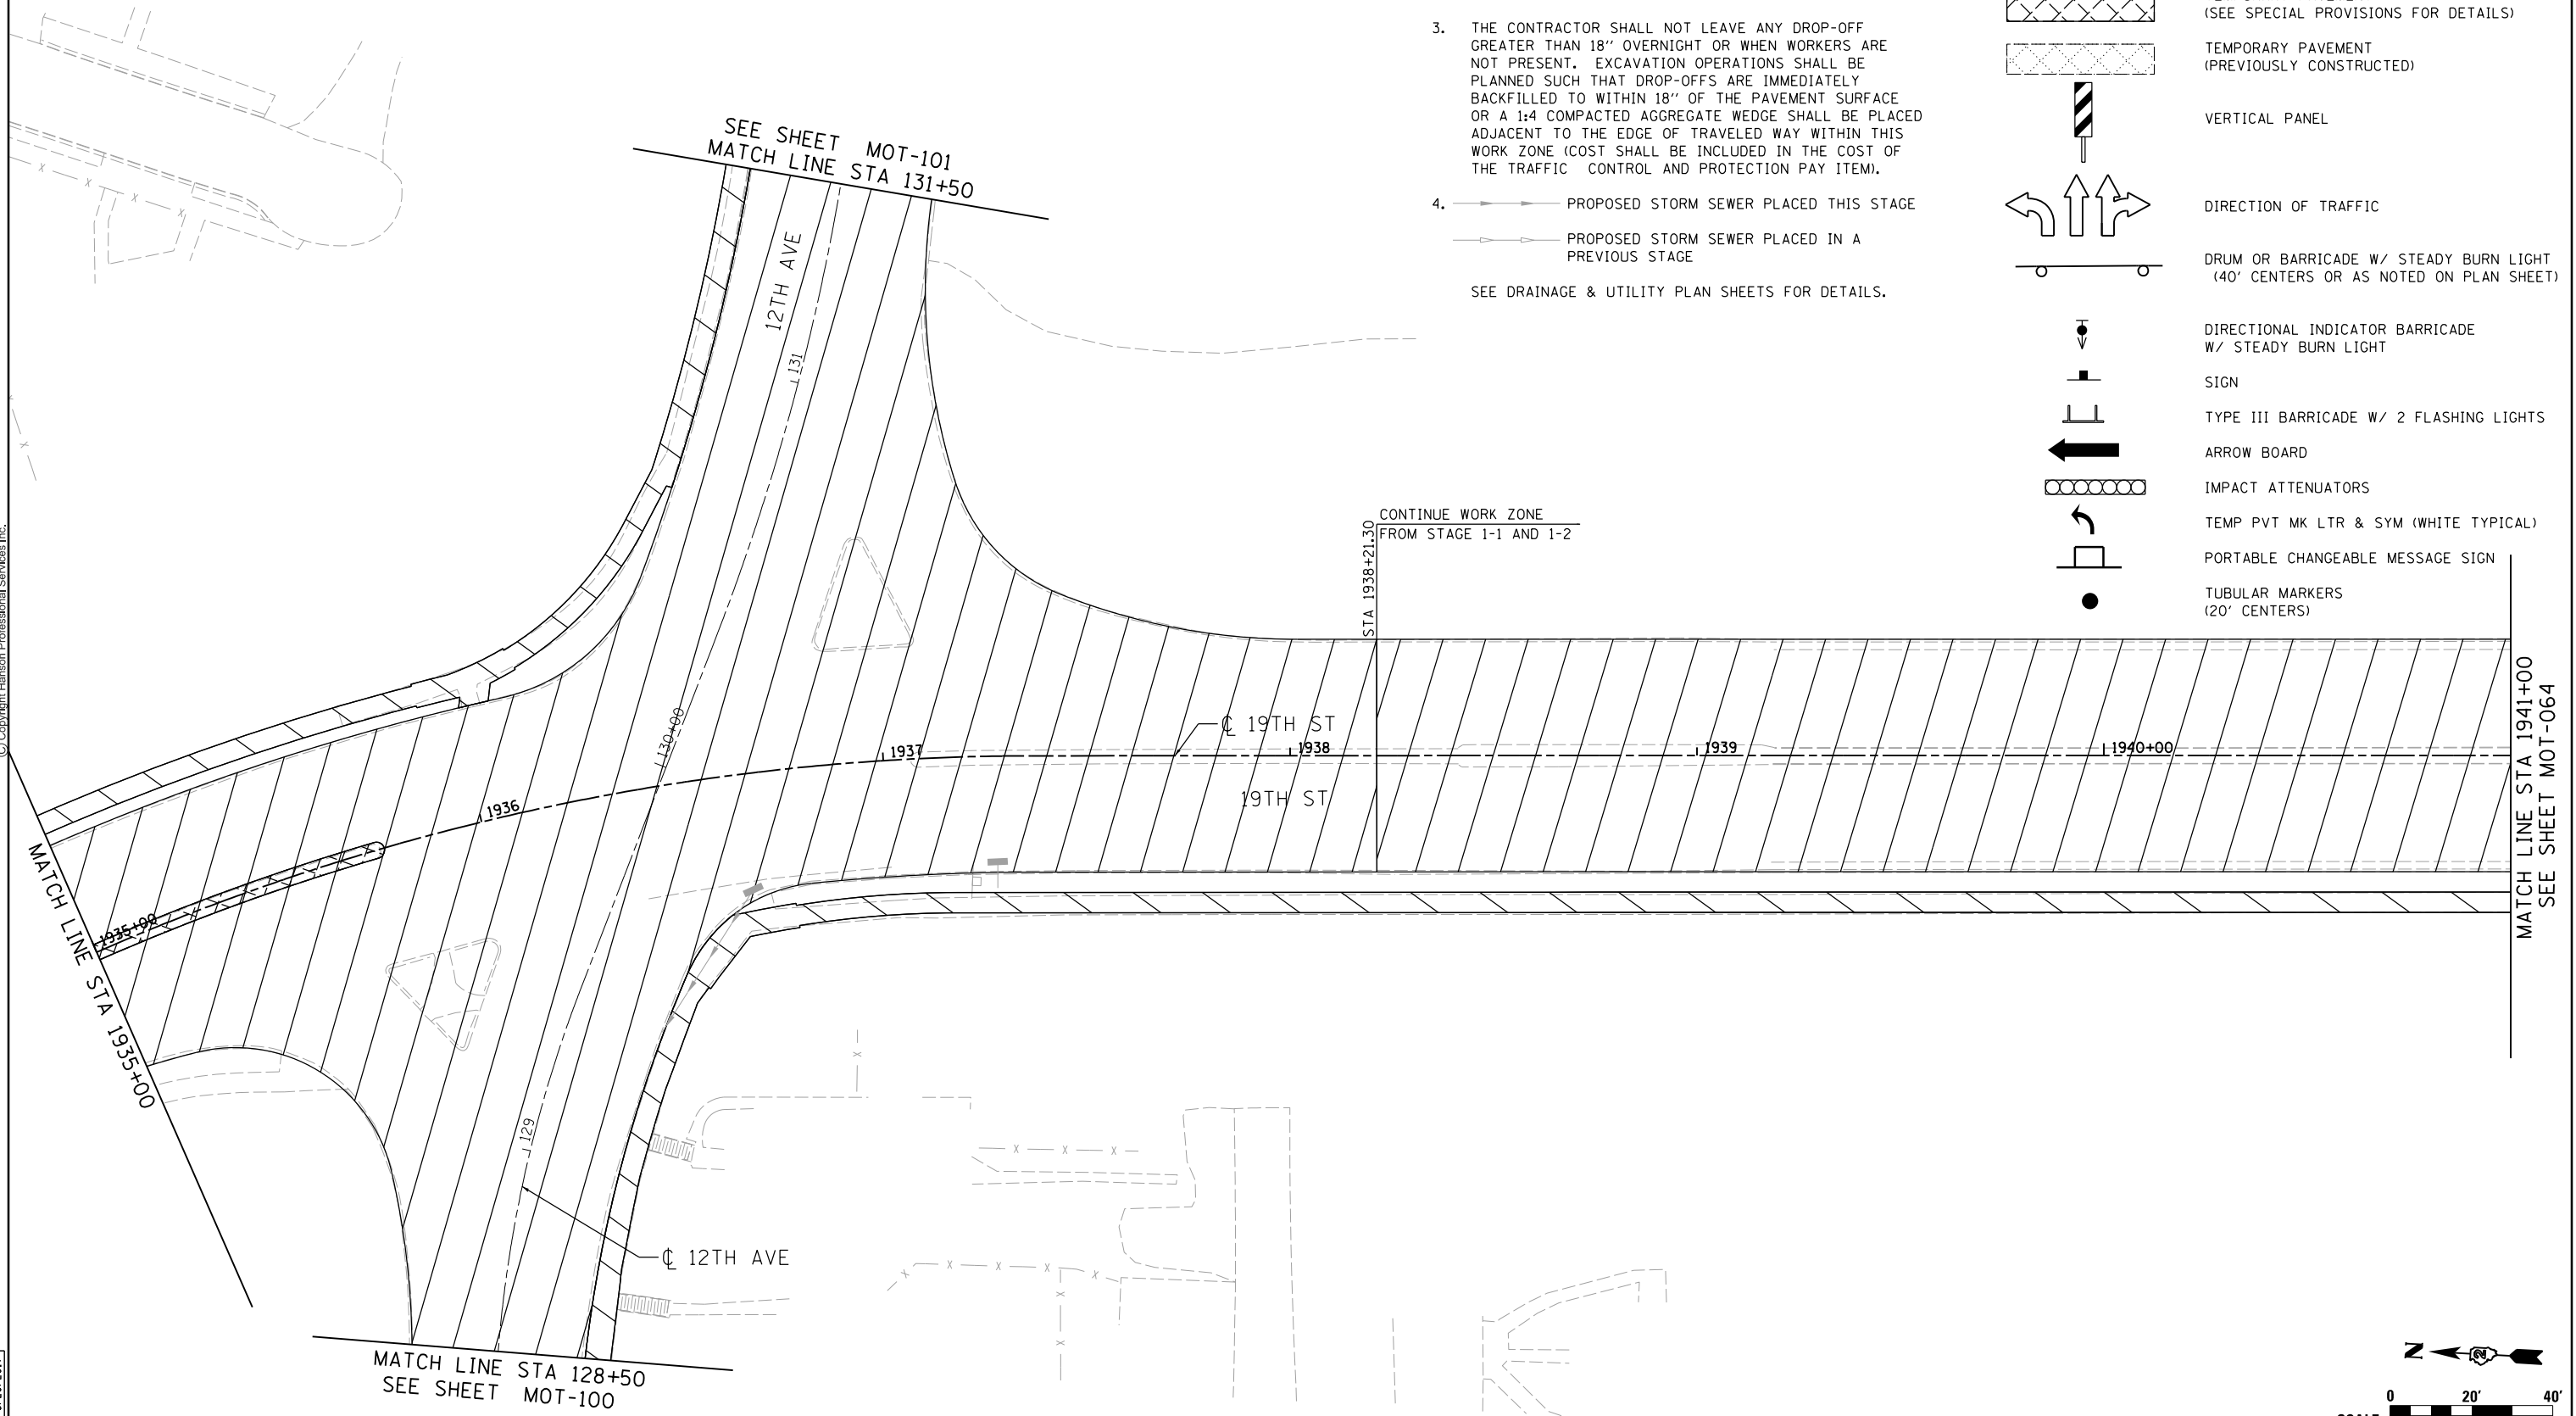 3. THE CONTRACTOR SHALL NOT LEAVE ANY DROP-OFF
GREATER THAN 18" OVERNIGHT OR WHEN WORKERS ARE
NOT PRESENT. EXCAVATION OPERATIONS SHALL BE
PLANNED SUCH THAT DROP-OFFS ARE IMMEDIATELY
BACKFILLED TO WITHIN 18" OF THE PAVEMENT SURFACE
OR A 1:4 COMPACTED AGGREGATE WEDGE SHALL BE PLACED
ADJACENT TO THE EDGE OF TRAVELED WAY WITHIN THIS
WORK ZONE (COST SHALL BE INCLUDED IN THE COST OF
THE TRAFFIC CONTROL AND PROTECTION PAY ITEM).
4. PROPOSED STORM SEWER PLACED THIS STAGE
PROPOSED STORM SEWER PLACED IN A
PREVIOUS STAGE
SEE DRAINAGE & UTILITY PLAN SHEETS FOR DETAILS.
(SEE SPECIAL PROVISIONS FOR DETAILS)
TEMPORARY PAVEMENT
(PREVIOUSLY CONSTRUCTED)
VERTICAL PANEL
DIRECTION OF TRAFFIC
DRUM OR BARRICADE W/ STEADY BURN LIGHT
(40' CENTERS OR AS NOTED ON PLAN SHEET)
DIRECTIONAL INDICATOR BARRICADE
W/ STEADY BURN LIGHT
SIGN
TYPE III BARRICADE W/ 2 FLASHING LIGHTS
ARROW BOARD
IMPACT ATTENUATORS
TEMP PVT MK LTR & SYM (WHITE TYPICAL)
PORTABLE CHANGEABLE MESSAGE SIGN
TUBULAR MARKERS
(20' CENTERS)
SEE SHEET MOT-101
MATCH LINE STA 131+50
12TH AVE
131
CONTINUE WORK ZONE
FROM STAGE 1-1 AND 1-2
STA 1938+21.30
130+00
℄ 19TH ST
1935+00
1936
1937
1938
1939
1940+00
19TH ST
MATCH LINE STA 1941+00
SEE SHEET MOT-064
MATCH LINE STA 1935+00
129
℄ 12TH AVE
MATCH LINE STA 128+50
SEE SHEET MOT-100
(C) Copyright Hanson Professional Services Inc.
N
2
0 20' 40'